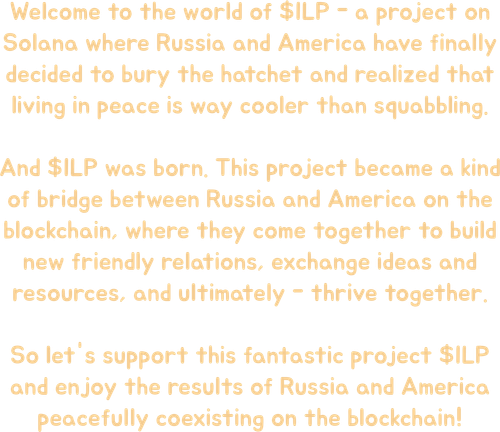 Welcome to the world of $ILP - a project on
Solana where Russia and America have finally
decided to bury the hatchet and realized that
living in peace is way cooler than squabbling.
And $ILP was born. This project became a kind
of bridge between Russia and America on the
blockchain, where they come together to build
new friendly relations, exchange ideas and
resources, and ultimately - thrive together.
So let's support this fantastic project $ILP
and enjoy the results of Russia and America
peacefully coexisting on the blockchain!